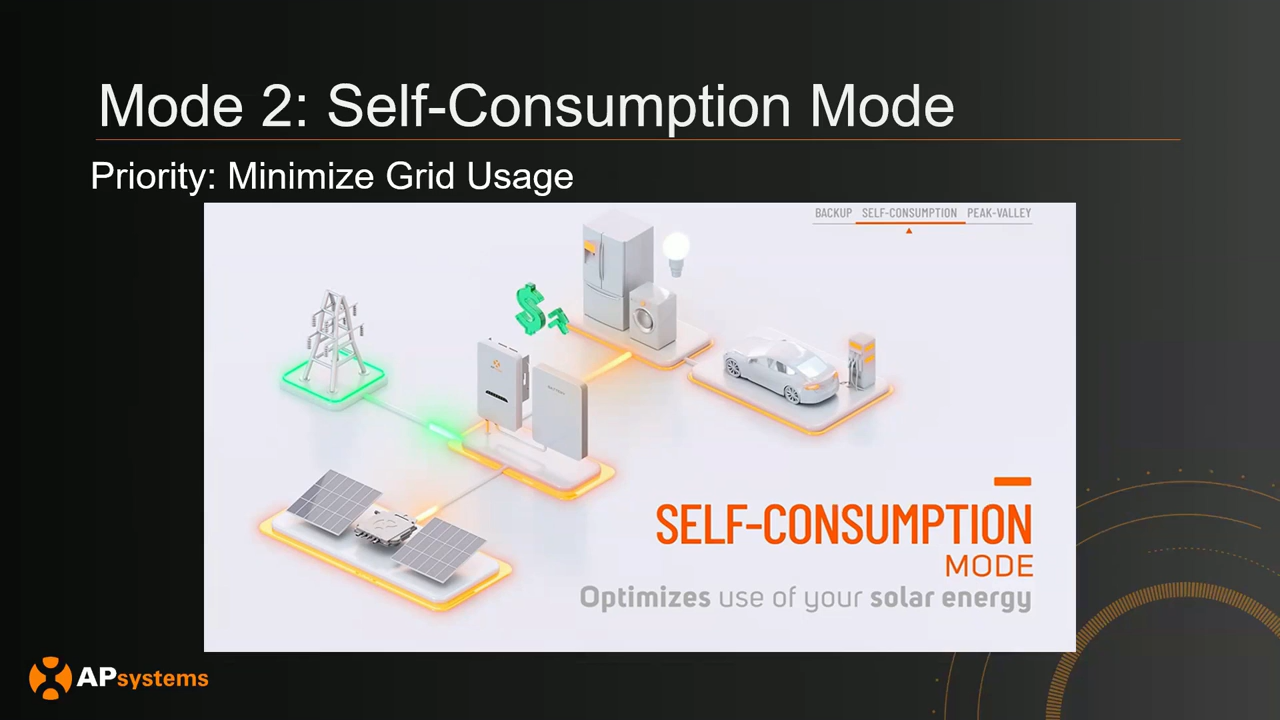 Mode 2: Self-Consumption Mode
Priority: Minimize Grid Usage
BACKUP SELF-CONSUMPTION PEAK-VALLEY
$
SELF-CONSUMPTION
MODE
Optimizes use of your solar energy
APsystems